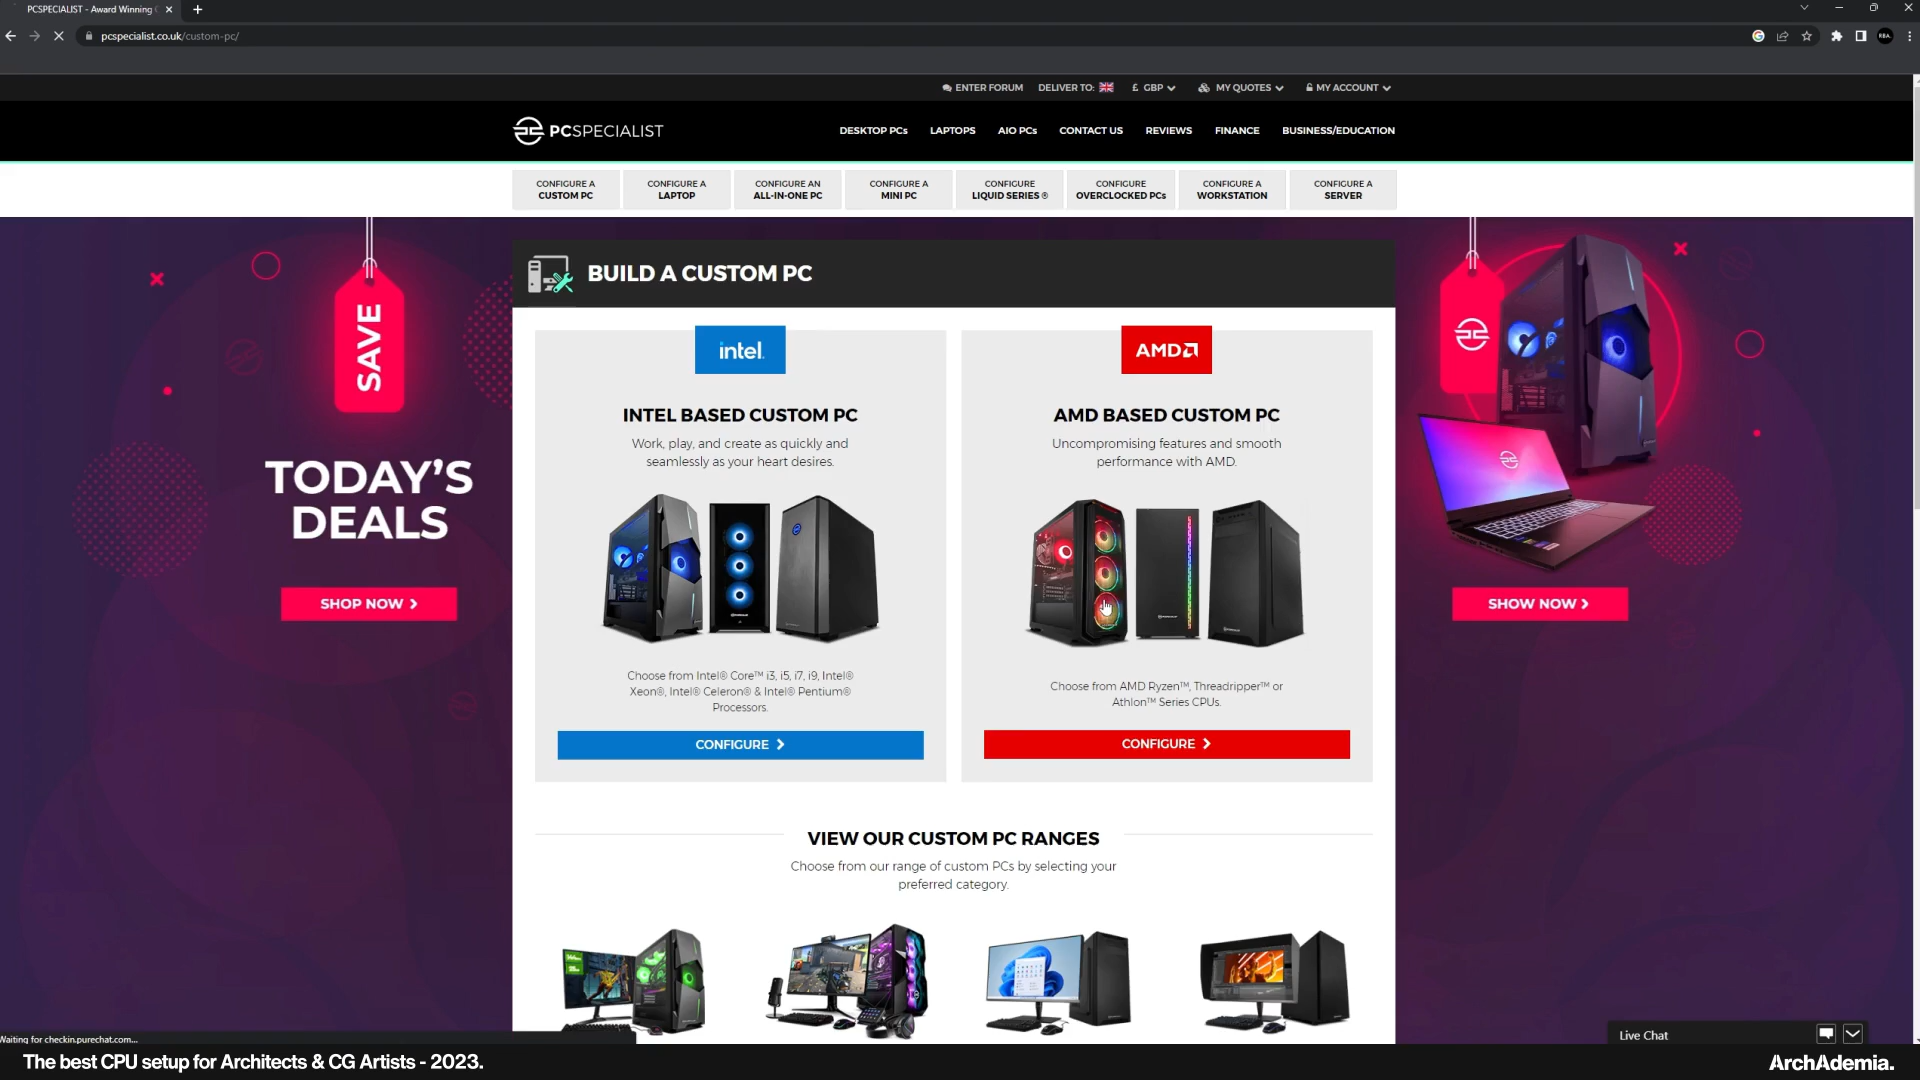 PCSPECIALIST - Award Winning
pcspecialist.co.uk/custom-pc/
ENTER FORUM
DELIVER TO:
£ GBP
MY QUOTES
MY ACCOUNT
PCSPECIALIST
DESKTOP PCs
LAPTOPS
AIO PCs
CONTACT US
REVIEWS
FINANCE
BUSINESS/EDUCATION
CONFIGURE A
CUSTOM PC
CONFIGURE A
LAPTOP
CONFIGURE AN
ALL-IN-ONE PC
CONFIGURE A
MINI PC
CONFIGURE
LIQUID SERIES ®
CONFIGURE
OVERCLOCKED PCs
CONFIGURE A
WORKSTATION
CONFIGURE A
SERVER
SAVE
TODAY'S
DEALS
SHOP NOW
BUILD A CUSTOM PC
intel.
INTEL BASED CUSTOM PC
Work, play, and create as quickly and
seamlessly as your heart desires.
Choose from Intel® Core™ i3, i5, i7, i9, Intel®
Xeon®, Intel® Celeron® & Intel® Pentium®
Processors.
CONFIGURE
AMD
AMD BASED CUSTOM PC
Uncompromising features and smooth
performance with AMD.
Choose from AMD Ryzen™, Threadripper™ or
Athlon™ Series CPUs.
CONFIGURE
SHOW NOW
VIEW OUR CUSTOM PC RANGES
Choose from our range of custom PCs by selecting your
preferred category.
Waiting for checkin.purechat.com...
Live Chat
The best CPU setup for Architects & CG Artists - 2023.
ArchAdemia.